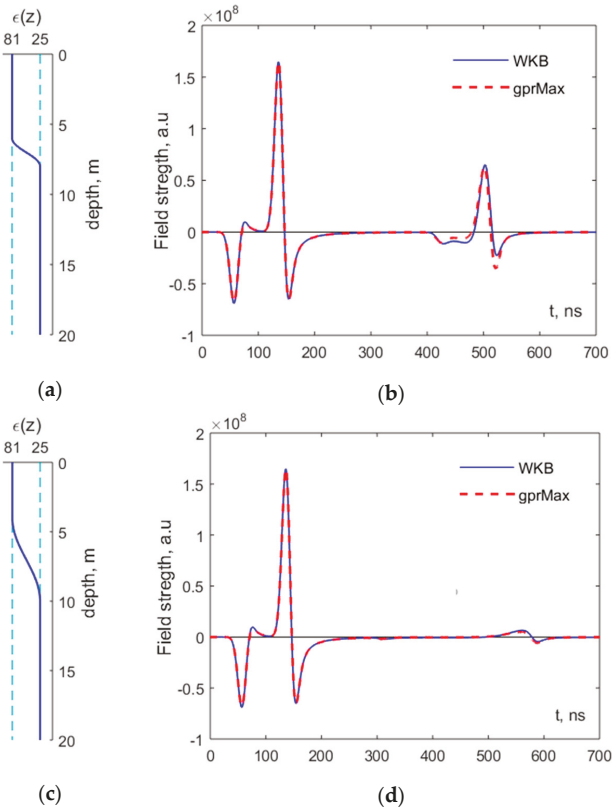 ϵ(z)
81 25
0
5
10
15
20
depth, m
(a)
×10⁸
2
1.5
1
0.5
0
-0.5
-1
Field stregth, a.u
WKB
gprMax
t, ns
0 100 200 300 400 500 600 700
(b)
ϵ(z)
81 25
0
5
10
15
20
depth, m
(c)
×10⁸
2
1.5
1
0.5
0
-0.5
-1
Field stregth, a.u
WKB
gprMax
t, ns
0 100 200 300 400 500 600 700
(d)